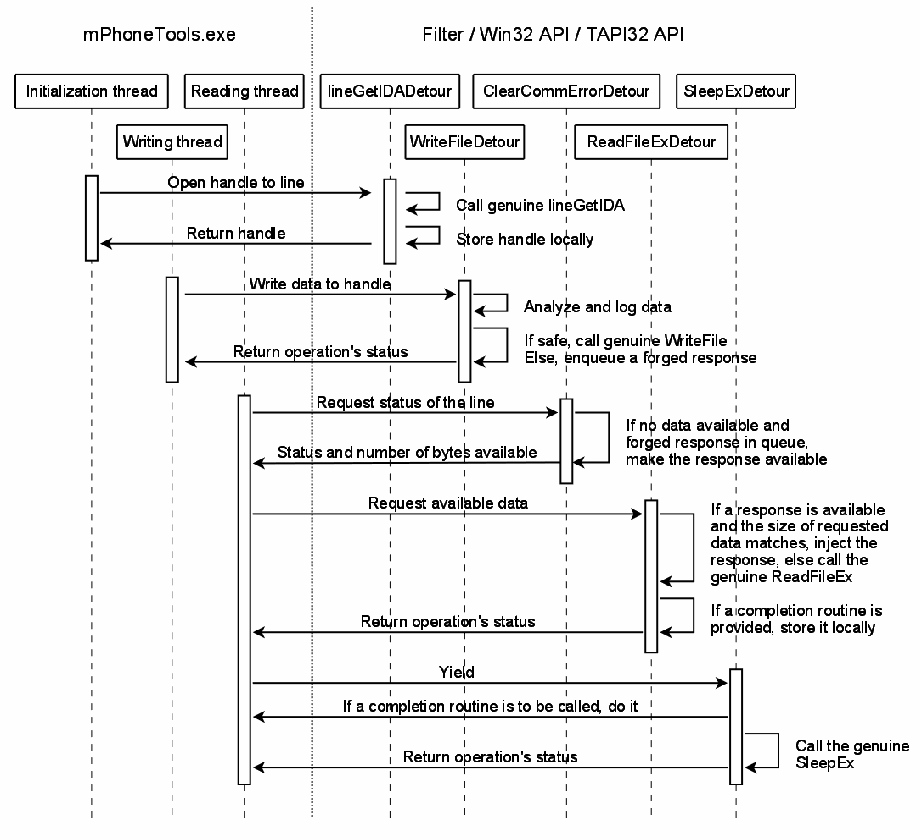 mPhoneTools.exe
Filter / Win32 API / TAPI32 API
Initialization thread
Reading thread
lineGetIDADetour
ClearCommErrorDetour
SleepExDetour
Writing thread
WriteFileDetour
ReadFileExDetour
Open handle to line
Call genuine lineGetIDA
Return handle
Store handle locally
Write data to handle
Analyze and log data
Return operation's status
If safe, call genuine WriteFile
Else, enqueue a forged response
Request status of the line
Status and number of bytes available
If no data available and
forged response in queue,
make the response available
Request available data
If a response is available
and the size of requested
data matches, inject the
response, else call the
genuine ReadFileEx
Return operation's status
If a completion routine is
provided, store it locally
Yield
If a completion routine is to be called, do it
Return operation's status
Call the genuine
SleepEx